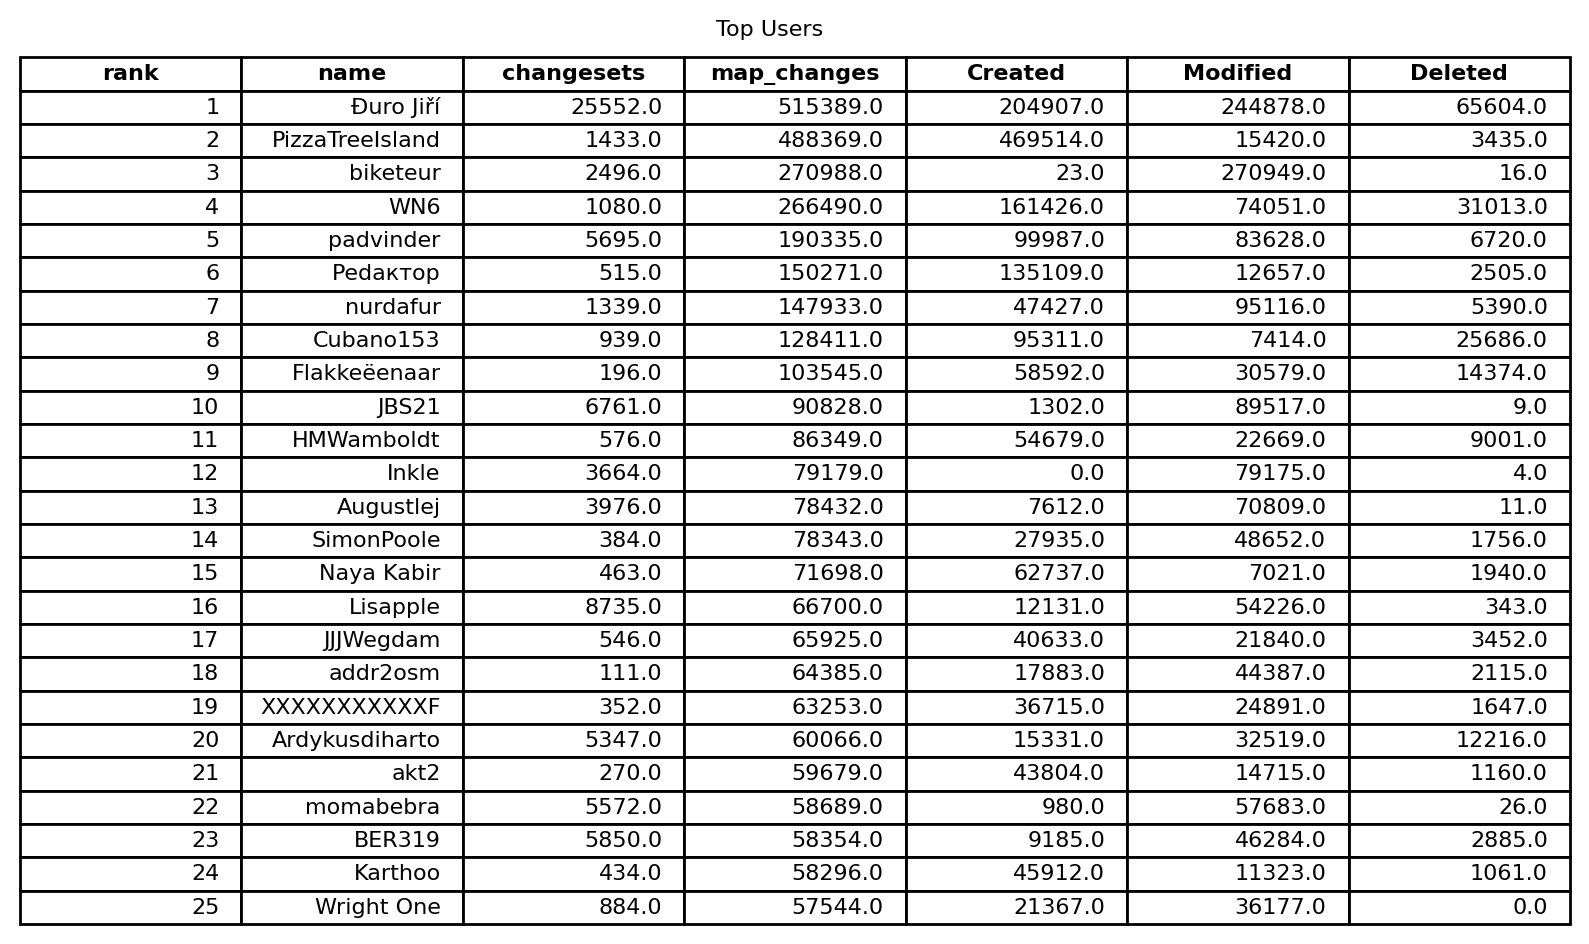 Top Users
rank name changesets map_changes Created Modified Deleted
1 Đuro Jiří 25552.0 515389.0 204907.0 244878.0 65604.0
2 PizzaTreeIsland 1433.0 488369.0 469514.0 15420.0 3435.0
3 biketeur 2496.0 270988.0 23.0 270949.0 16.0
4 WN6 1080.0 266490.0 161426.0 74051.0 31013.0
5 padvinder 5695.0 190335.0 99987.0 83628.0 6720.0
6 Редакτор 515.0 150271.0 135109.0 12657.0 2505.0
7 nurdafur 1339.0 147933.0 47427.0 95116.0 5390.0
8 Cubano153 939.0 128411.0 95311.0 7414.0 25686.0
9 Flakkeëenaar 196.0 103545.0 58592.0 30579.0 14374.0
10 JBS21 6761.0 90828.0 1302.0 89517.0 9.0
11 HMWamboldt 576.0 86349.0 54679.0 22669.0 9001.0
12 Inkle 3664.0 79179.0 0.0 79175.0 4.0
13 Augustlej 3976.0 78432.0 7612.0 70809.0 11.0
14 SimonPoole 384.0 78343.0 27935.0 48652.0 1756.0
15 Naya Kabir 463.0 71698.0 62737.0 7021.0 1940.0
16 Lisapple 8735.0 66700.0 12131.0 54226.0 343.0
17 JJJWegdam 546.0 65925.0 40633.0 21840.0 3452.0
18 addr2osm 111.0 64385.0 17883.0 44387.0 2115.0
19 XXXXXXXXXXXF 352.0 63253.0 36715.0 24891.0 1647.0
20 Ardykusdiharto 5347.0 60066.0 15331.0 32519.0 12216.0
21 akt2 270.0 59679.0 43804.0 14715.0 1160.0
22 momabebra 5572.0 58689.0 980.0 57683.0 26.0
23 BER319 5850.0 58354.0 9185.0 46284.0 2885.0
24 Karthoo 434.0 58296.0 45912.0 11323.0 1061.0
25 Wright One 884.0 57544.0 21367.0 36177.0 0.0